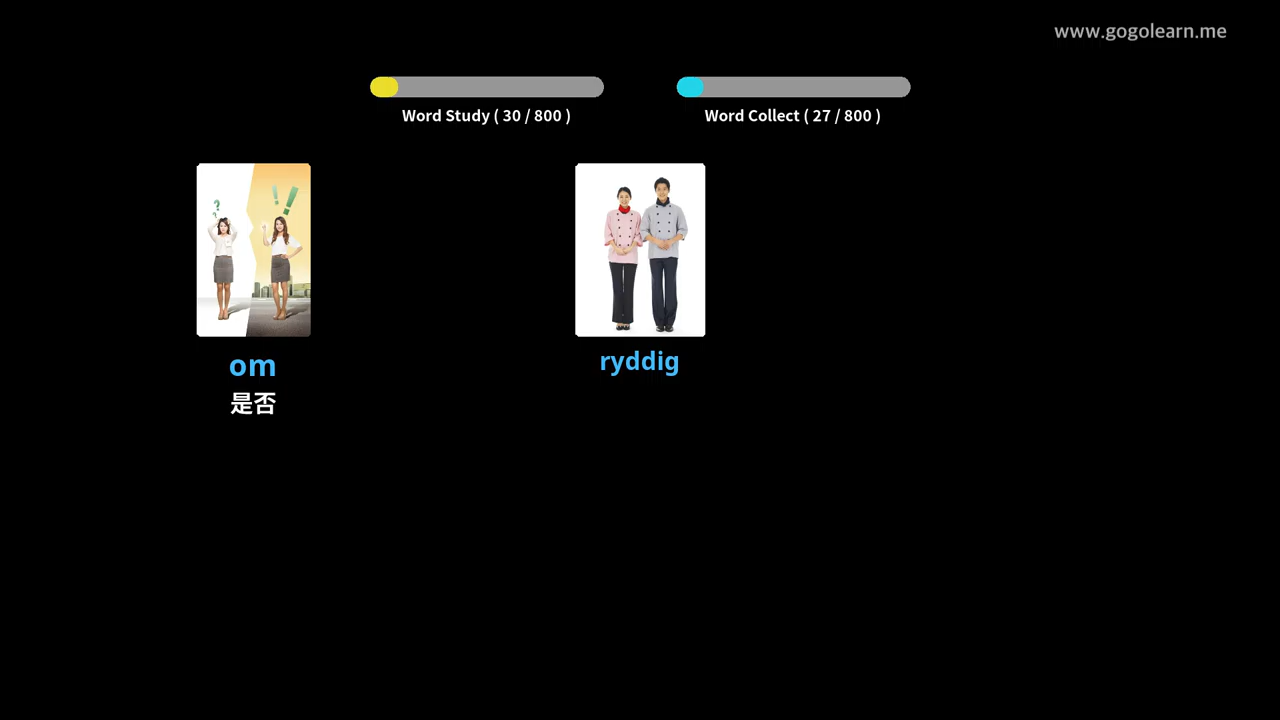 www.gogolearn.me
Word Study ( 30 / 800 )
Word Collect ( 27 / 800 )
om
是否
ryddig